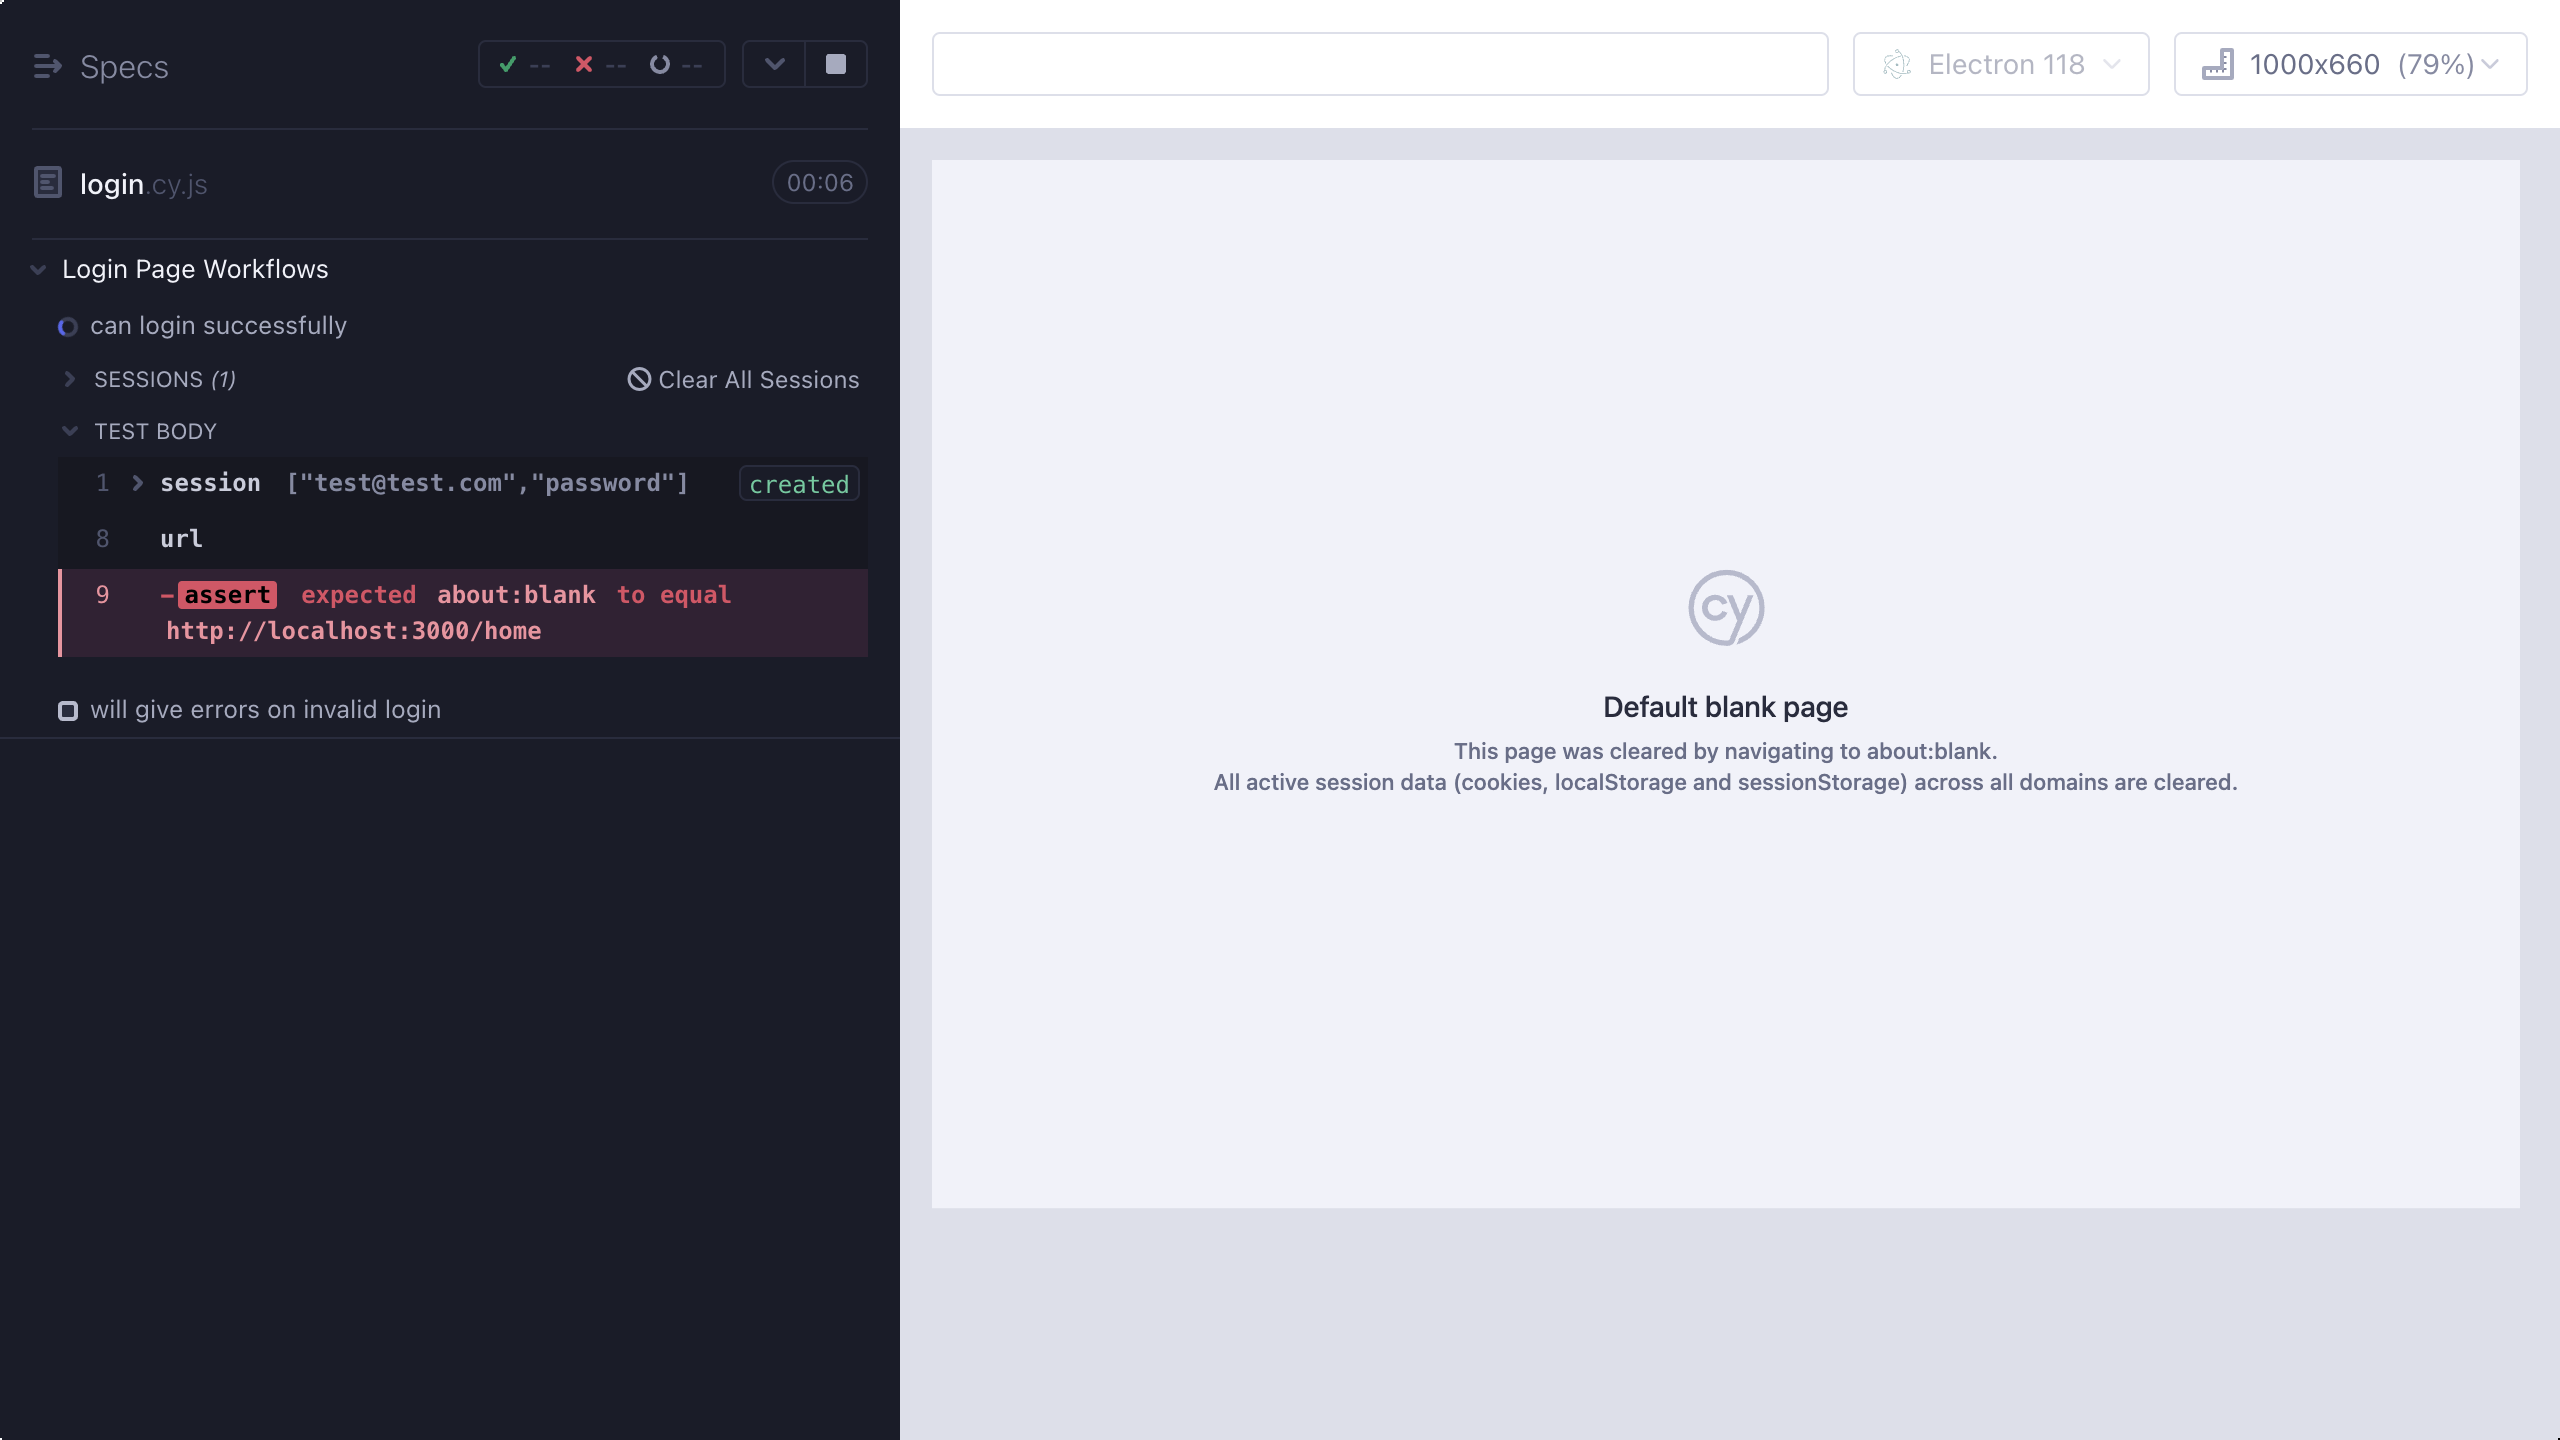 Specs
-- -- --
login.cy.js 00:06
Login Page Workflows
can login successfully
SESSIONS (1) Clear All Sessions
TEST BODY
1 session ["test@test.com","password"] created
8 url
9 -assert expected about:blank to equal
http://localhost:3000/home
will give errors on invalid login
Electron 118 1000x660 (79%)
cy
Default blank page
This page was cleared by navigating to about:blank.
All active session data (cookies, localStorage and sessionStorage) across all domains are cleared.